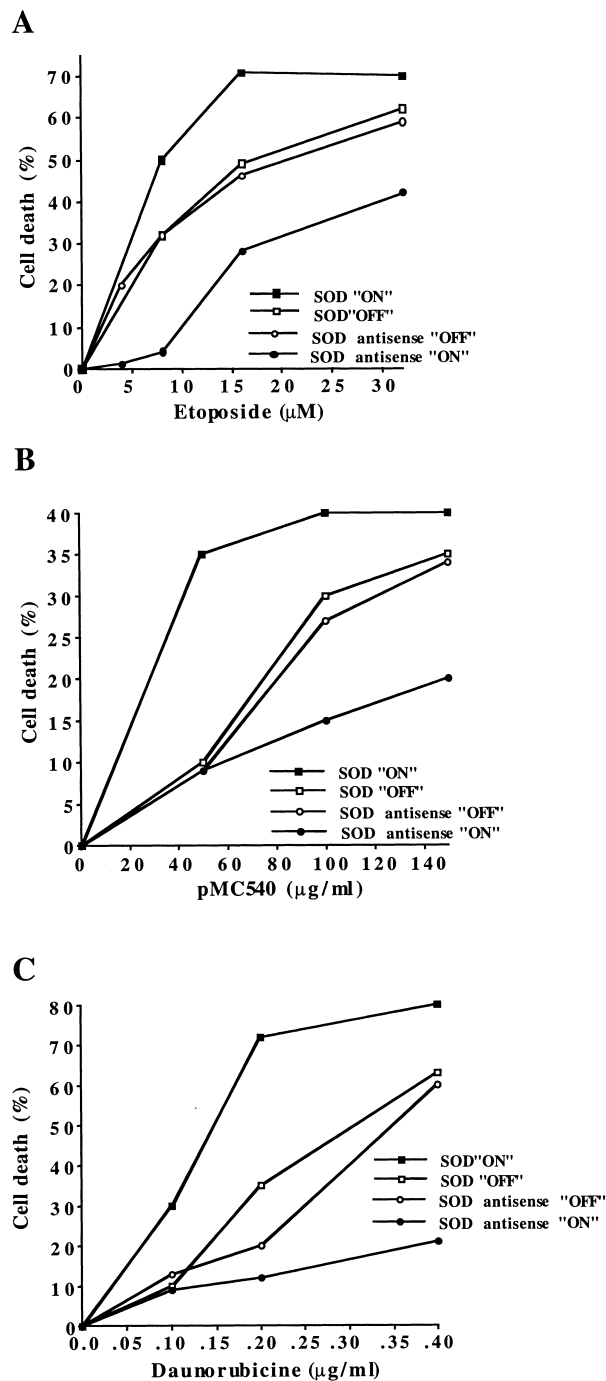 A
70
60
50
40
30
20
10
0
Cell death (%)
SOD "ON"
SOD"OFF"
SOD antisense "OFF"
SOD antisense "ON"
0 5 10 15 20 25 30
Etoposide (μM)
B
40
35
30
25
20
15
10
5
0
Cell death (%)
SOD "ON"
SOD "OFF"
SOD antisense "OFF"
SOD antisense "ON"
0 20 40 60 80 100 120 140
pMC540 (μg/ml)
C
80
70
60
50
40
30
20
10
0
Cell death (%)
SOD"ON"
SOD "OFF"
SOD antisense "OFF"
SOD antisense "ON"
0.0 .05 .10 .15 .20 .25 .30 .35 .40
Daunorubicine (μg/ml)